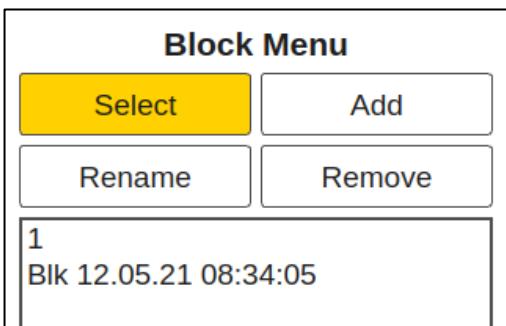 Block Menu
Select Add
Rename Remove
1
Blk 12.05.21 08:34:05